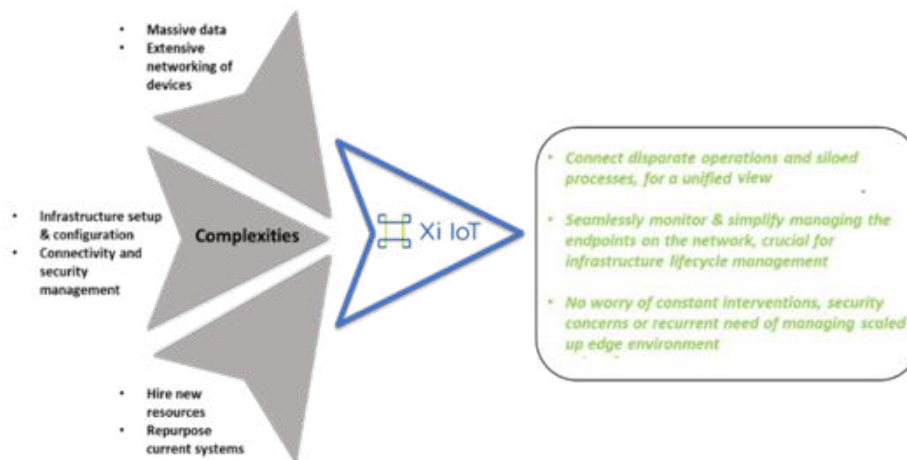 • Massive data
• Extensive
networking of
devices
• Infrastructure setup
& configuration
• Connectivity and
security
management
Complexities
• Hire new
resources
• Repurpose
current systems
Xi IoT
• Connect disparate operations and siloed
processes, for a unified view
• Seamlessly monitor & simplify managing the
endpoints on the network, crucial for
infrastructure lifecycle management
• No worry of constant interventions, security
concerns or recurrent need of managing scaled
up edge environment